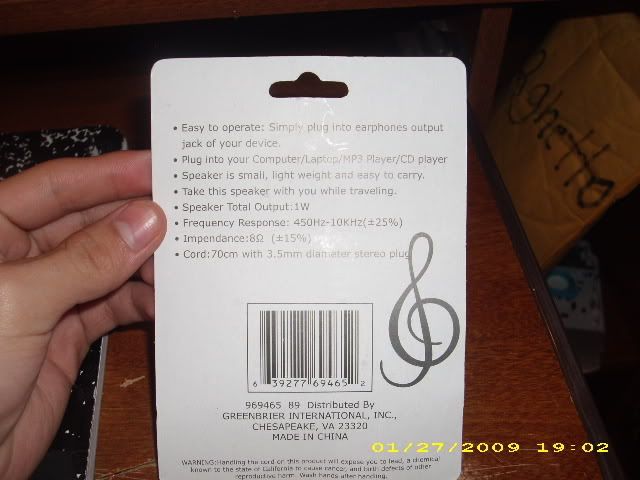 • Easy to operate: Simply plug into earphones output
jack of your device.
• Plug into your Computer/Laptop/MP3 Player/CD player
• Speaker is small, light weight and easy to carry.
• Take this speaker with you while traveling.
• Speaker Total Output:1W
• Frequency Response: 450Hz-10KHz(±25%)
• Impendance:8Ω (±15%)
• Cord:70cm with 3.5mm diameter stereo plug
6 39277 69465 2
969465 89 Distributed By
GREENBRIER INTERNATIONAL, INC.,
CHESAPEAKE, VA 23320
MADE IN CHINA
WARNING:Handling the cord on this product will expose you to lead, a chemical
known to the state of California to cause cancer, and birth defects of other
reproductive harm. Wash hands after handling.
ghetto
01/27/2009 19:02